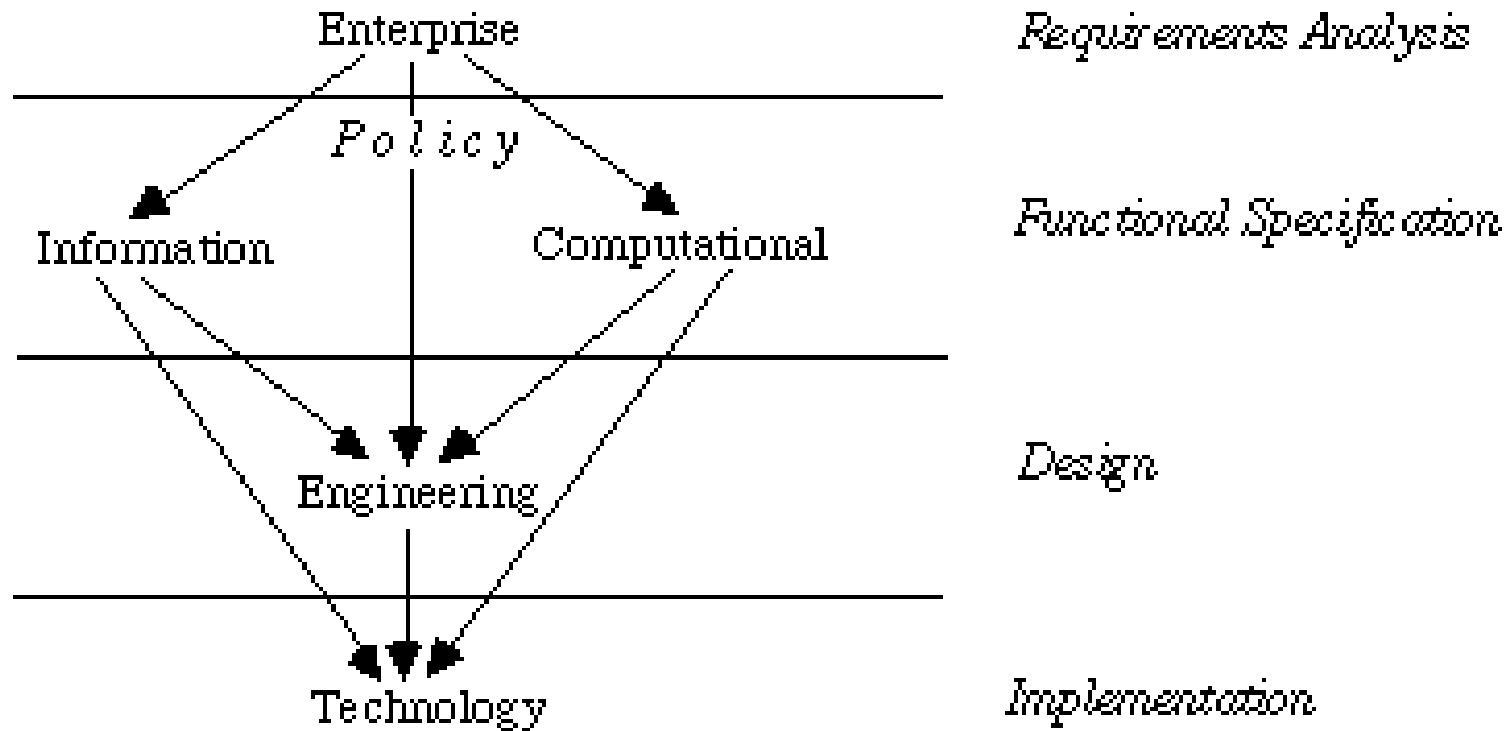 Enterprise
Requirements Analysis
Policy
Information
Computational
Functional Specification
Engineering
Design
Technology
Implementation